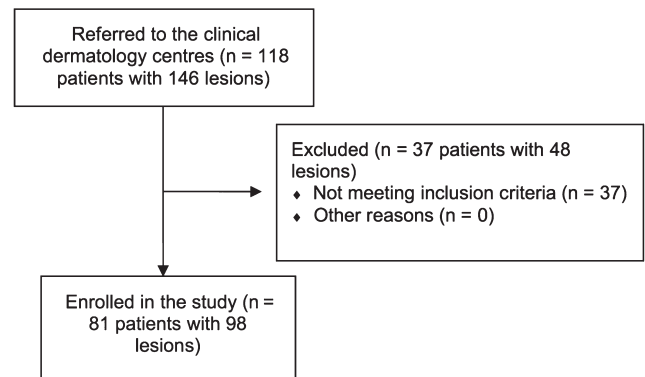 Referred to the clinical
dermatology centres (n = 118
patients with 146 lesions)
Excluded (n = 37 patients with 48
lesions)
♦ Not meeting inclusion criteria (n = 37)
♦ Other reasons (n = 0)
Enrolled in the study (n =
81 patients with 98
lesions)